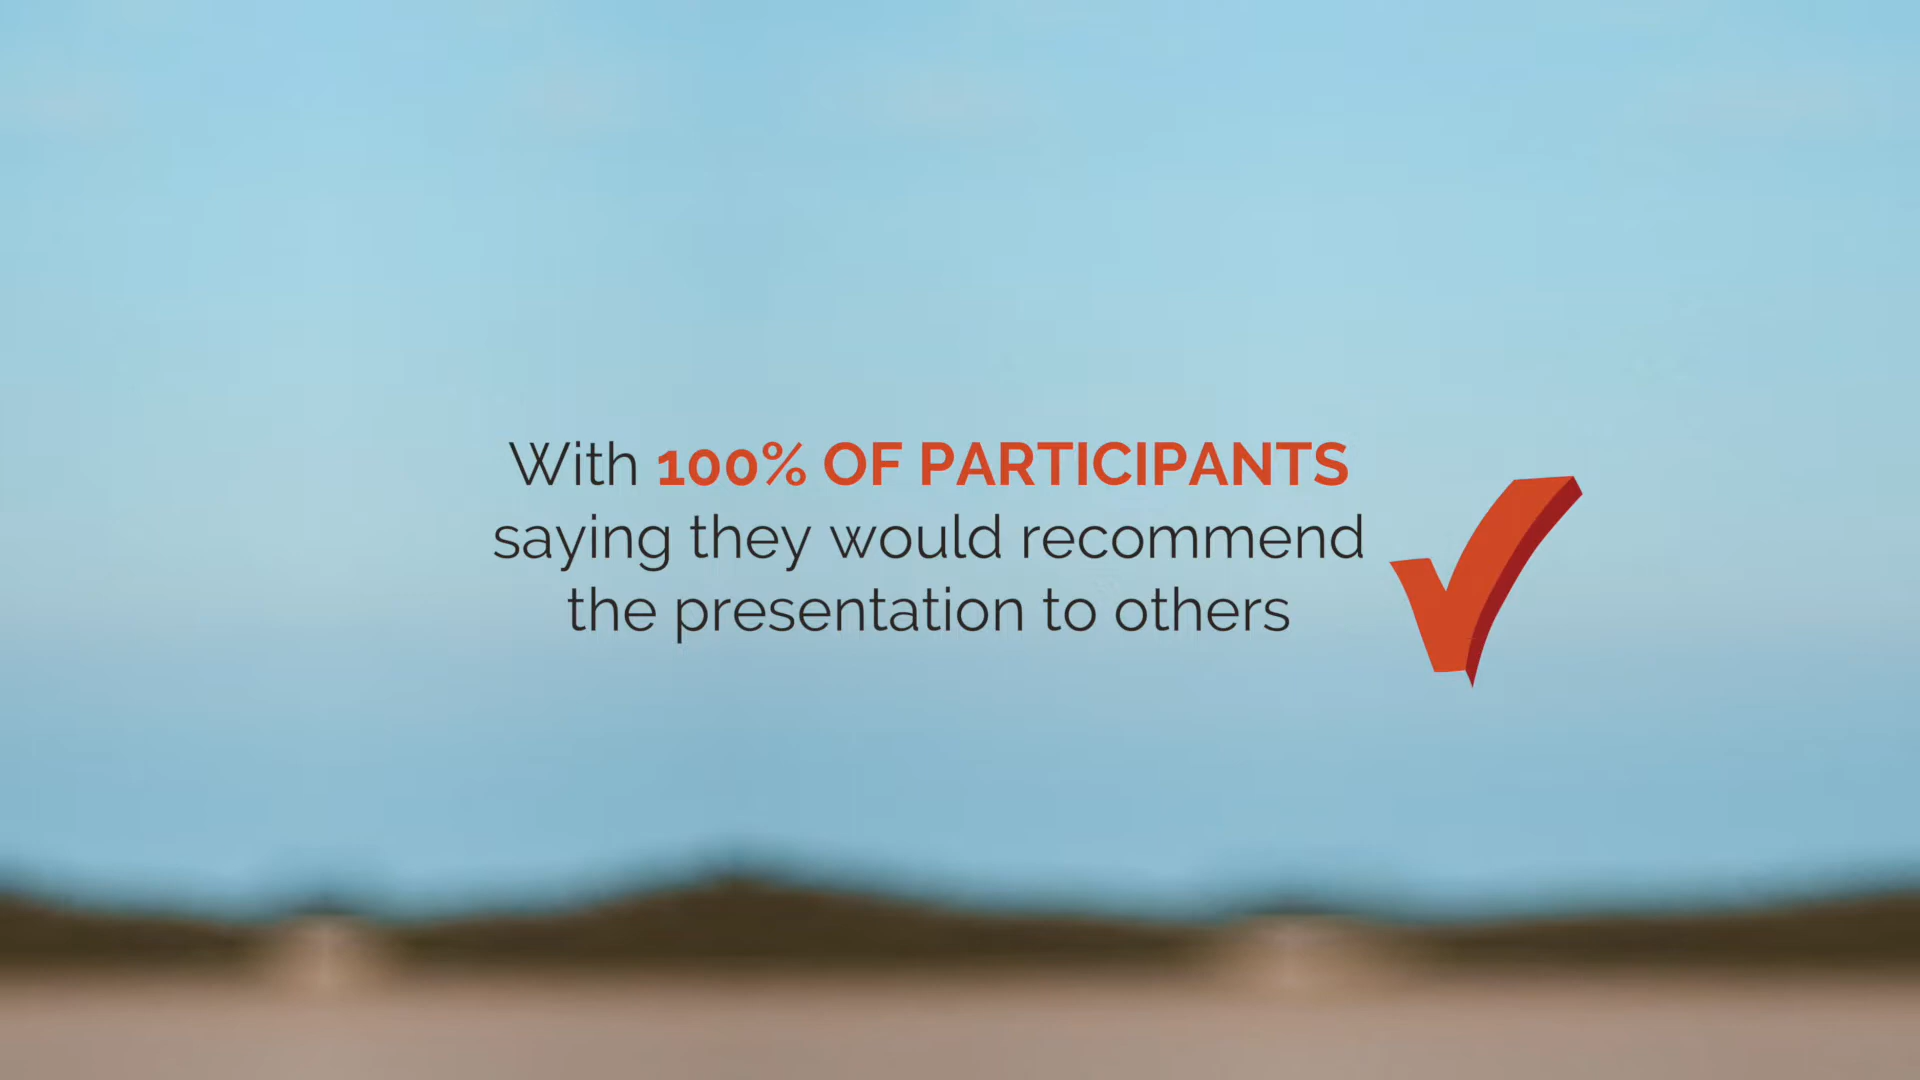 With 100% OF PARTICIPANTS
saying they would recommend
the presentation to others